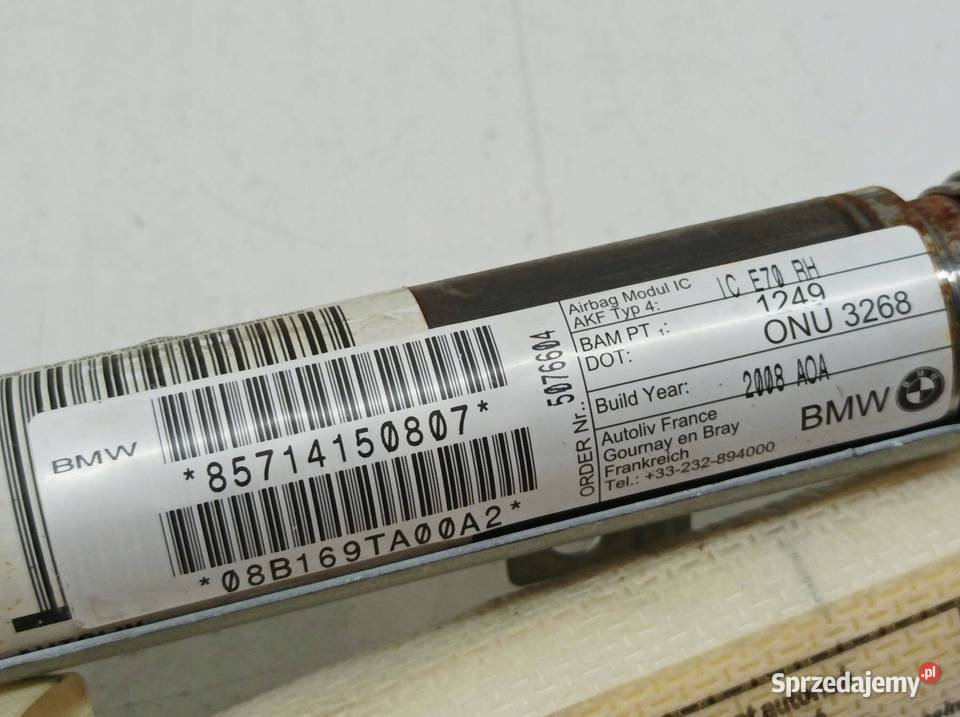 BMW
*85714150807*
*08B169TA00A2*
ORDER Nr.: 5076604
Airbag Modul IC
AKF Typ 4: IC E70 RH
BAM PT 1: 1249
DOT: ONU 3268
Build Year: 2008 AOA
Autoliv France
Gournay en Bray
Frankreich
Tel.: +33-232-894000
BMW
Sprzedajemy.pl